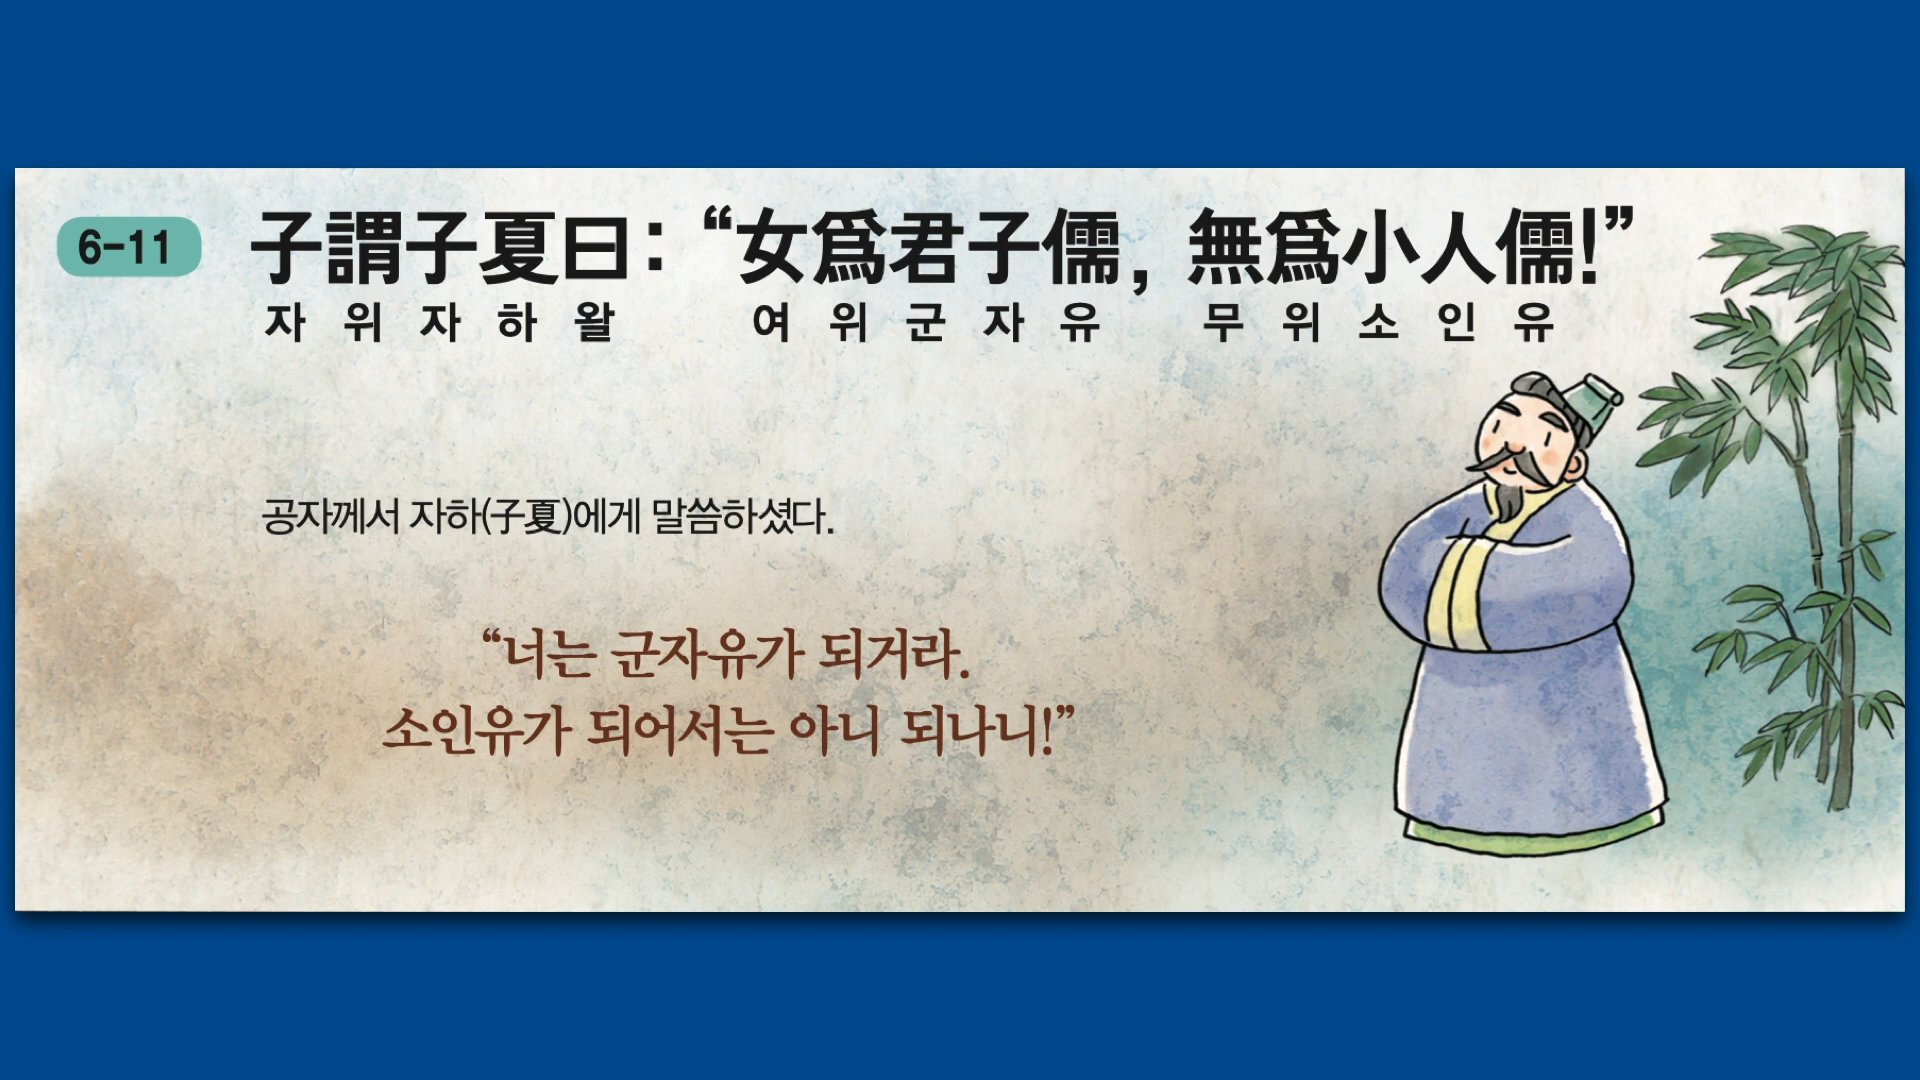 6-11 子謂子夏曰: “女爲君子儒, 無爲小人儒!”
자 위 자 하 왈 여 위 군 자 유 무 위 소 인 유
공자께서 자하(子夏)에게 말씀하셨다.
“너는 군자유가 되거라.
소인유가 되어서는 아니 되나니!”